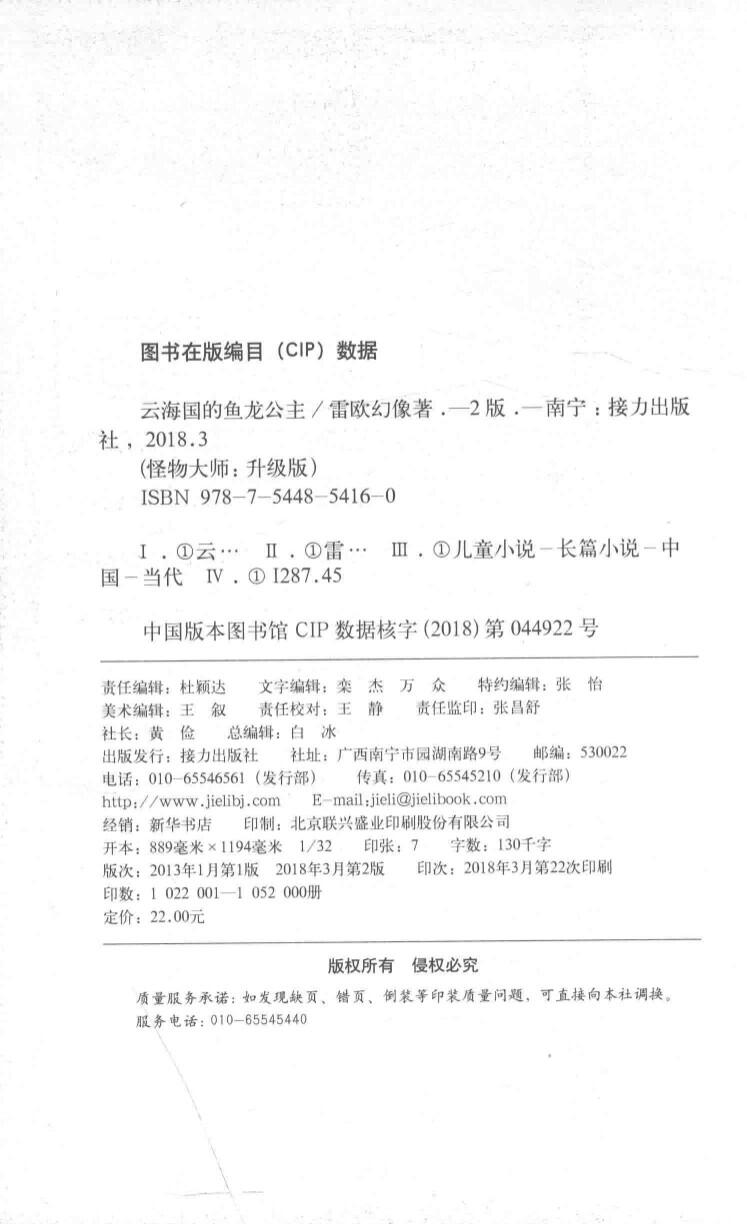 图书在版编目（CIP）数据
云海国的鱼龙公主/雷欧幻像著.—2版.—南宁：接力出版
社，2018.3
(怪物大师：升级版）
ISBN 978-7-5448-5416-0
Ⅰ.①云… Ⅱ.①雷… Ⅲ.①儿童小说－长篇小说－中
国－当代 Ⅳ.①I287.45
中国版本图书馆CIP数据核字(2018)第044922号
责任编辑：杜颖达 文字编辑：栾 杰 万 众 特约编辑：张 怡
美术编辑：王 叙 责任校对：王 静 责任监印：张昌舒
社长：黄 俭 总编辑：白 冰
出版发行：接力出版社 社址：广西南宁市园湖南路9号 邮编：530022
电话：010-65546561（发行部） 传真：010-65545210（发行部）
http://www.jielibj.com E-mail:jieli@jielibook.com
经销：新华书店 印制：北京联兴盛业印刷股份有限公司
开本：889毫米×1194毫米 1/32 印张：7 字数：130千字
版次：2013年1月第1版 2018年3月第2版 印次：2018年3月第22次印刷
印数：1 022 001—1 052 000册
定价：22.00元
版权所有 侵权必究
质量服务承诺：如发现缺页、错页、倒装等印装质量问题，可直接向本社调换。
服务电话：010-65545440